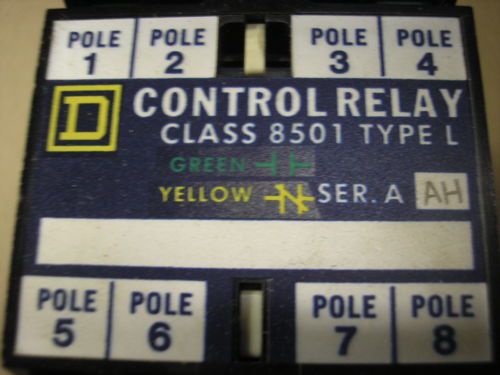 POLE 1 POLE 2 POLE 3 POLE 4
D CONTROL RELAY
CLASS 8501 TYPE L
GREEN
YELLOW SER. A AH
POLE 5 POLE 6 POLE 7 POLE 8